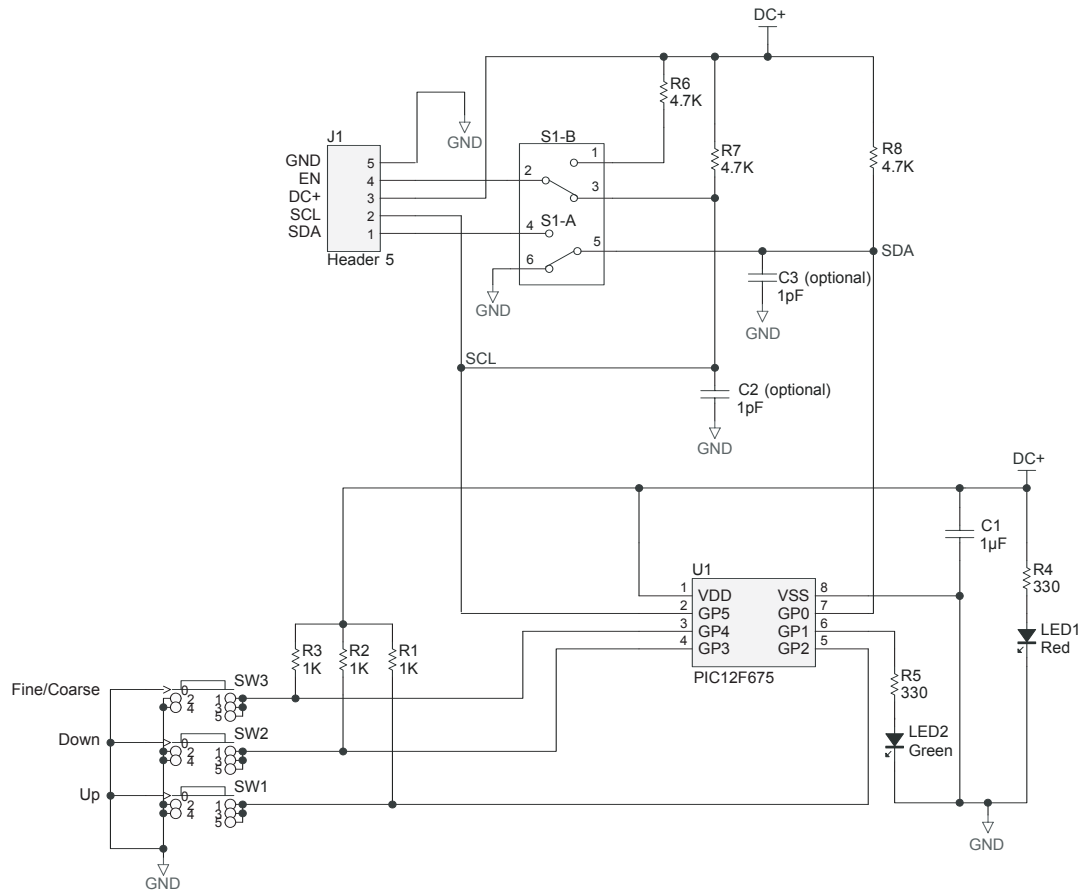 DC+
R6
4.7K
GND
J1
S1-B
R7
4.7K
R8
4.7K
GND 5
EN 4
DC+ 3
SCL 2
SDA 1
Header 5
1
2
3
S1-A
4
5
6
GND
SDA
C3 (optional)
1pF
GND
SCL
C2 (optional)
1pF
GND
DC+
C1
1µF
R4
330
U1
1 VDD VSS 8
2 GP5 GP0 7
3 GP4 GP1 6
4 GP3 GP2 5
PIC12F675
LED1
Red
R3
1K
R2
1K
R1
1K
R5
330
LED2
Green
Fine/Coarse
SW3
0
2 1
4 3
5
Down
SW2
0
2 1
4 3
5
Up
SW1
0
2 1
4 3
5
GND
GND